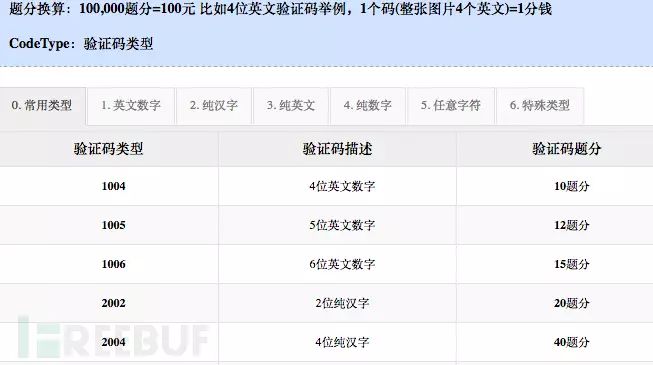 题分换算：100,000题分=100元 比如4位英文验证码举例，1个码(整张图片4个英文)=1分钱
CodeType：验证码类型
0. 常用类型 1. 英文数字 2. 纯汉字 3. 纯英文 4. 纯数字 5. 任意字符 6. 特殊类型
验证码类型 验证码描述 验证码题分
1004 4位英文数字 10题分
1005 5位英文数字 12题分
1006 6位英文数字 15题分
2002 2位纯汉字 20题分
2004 4位纯汉字 40题分
FREEBUF